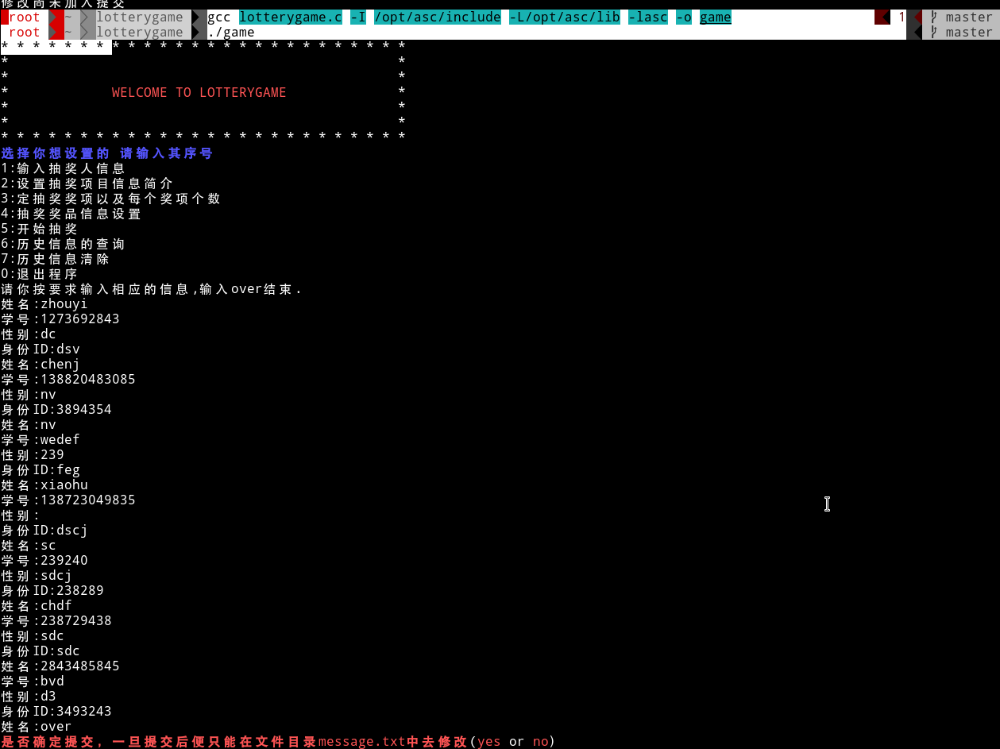 修改尚未加入提交
root ~ lotterygame gcc lotterygame.c -I /opt/asc/include -L/opt/asc/lib -lasc -o game 1 master
root ~ lotterygame ./game master
* * * * * * * * * * * * * * * * * * * * * * * * * *
* *
* *
* WELCOME TO LOTTERYGAME *
* *
* *
* * * * * * * * * * * * * * * * * * * * * * * * * *
选择你想设置的 请输入其序号
1:输入抽奖人信息
2:设置抽奖项目信息简介
3:定抽奖奖项以及每个奖项个数
4:抽奖奖品信息设置
5:开始抽奖
6:历史信息的查询
7:历史信息清除
0:退出程序
请你按要求输入相应的信息,输入over结束.
姓名:zhouyi
学号:1273692843
性别:dc
身份ID:dsv
姓名:chenj
学号:138820483085
性别:nv
身份ID:3894354
姓名:nv
学号:wedef
性别:239
身份ID:feg
姓名:xiaohu
学号:138723049835
性别:
身份ID:dscj
姓名:sc
学号:239240
性别:sdcj
身份ID:238289
姓名:chdf
学号:238729438
性别:sdc
身份ID:sdc
姓名:2843485845
学号:bvd
性别:d3
身份ID:3493243
姓名:over
是否确定提交，一旦提交后便只能在文件目录message.txt中去修改(yes or no)